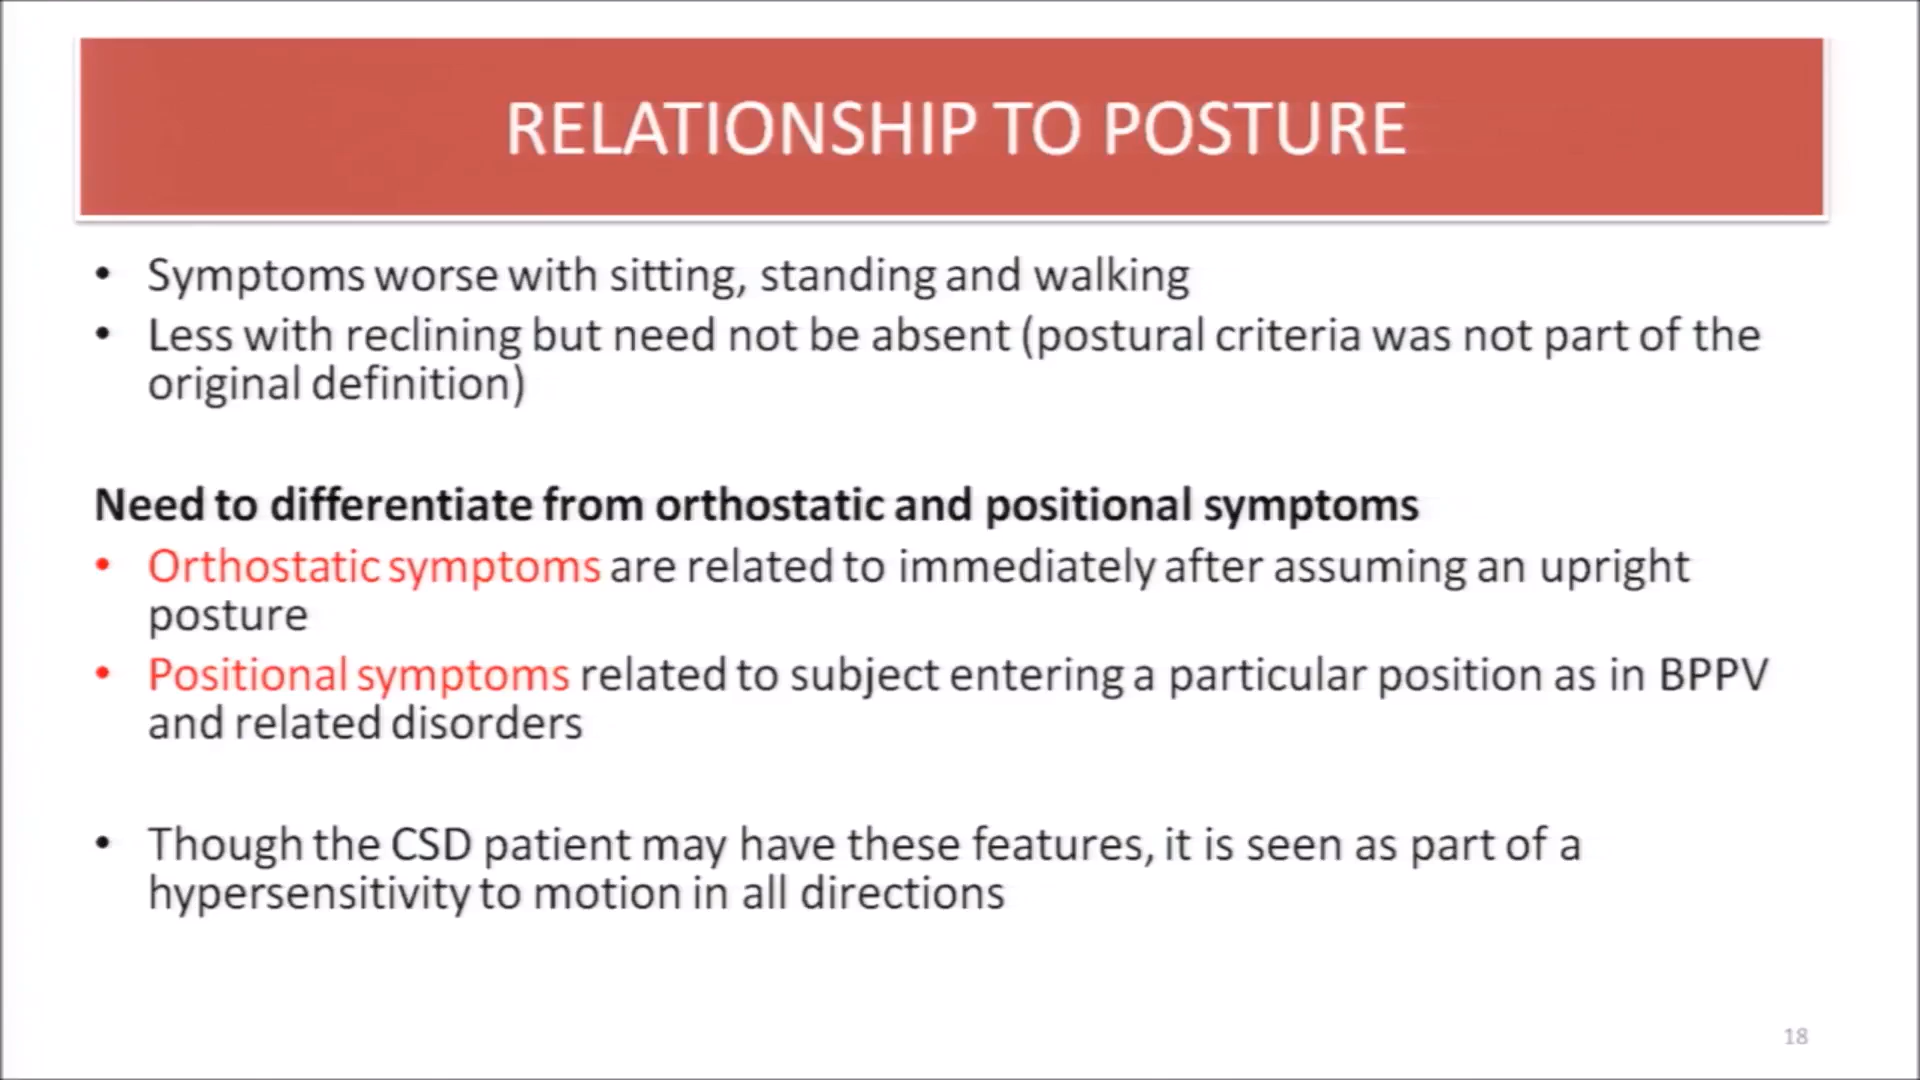 RELATIONSHIP TO POSTURE
• Symptoms worse with sitting, standing and walking
• Less with reclining but need not be absent (postural criteria was not part of the
original definition)
Need to differentiate from orthostatic and positional symptoms
• Orthostatic symptoms are related to immediately after assuming an upright
posture
• Positional symptoms related to subject entering a particular position as in BPPV
and related disorders
• Though the CSD patient may have these features, it is seen as part of a
hypersensitivity to motion in all directions
18